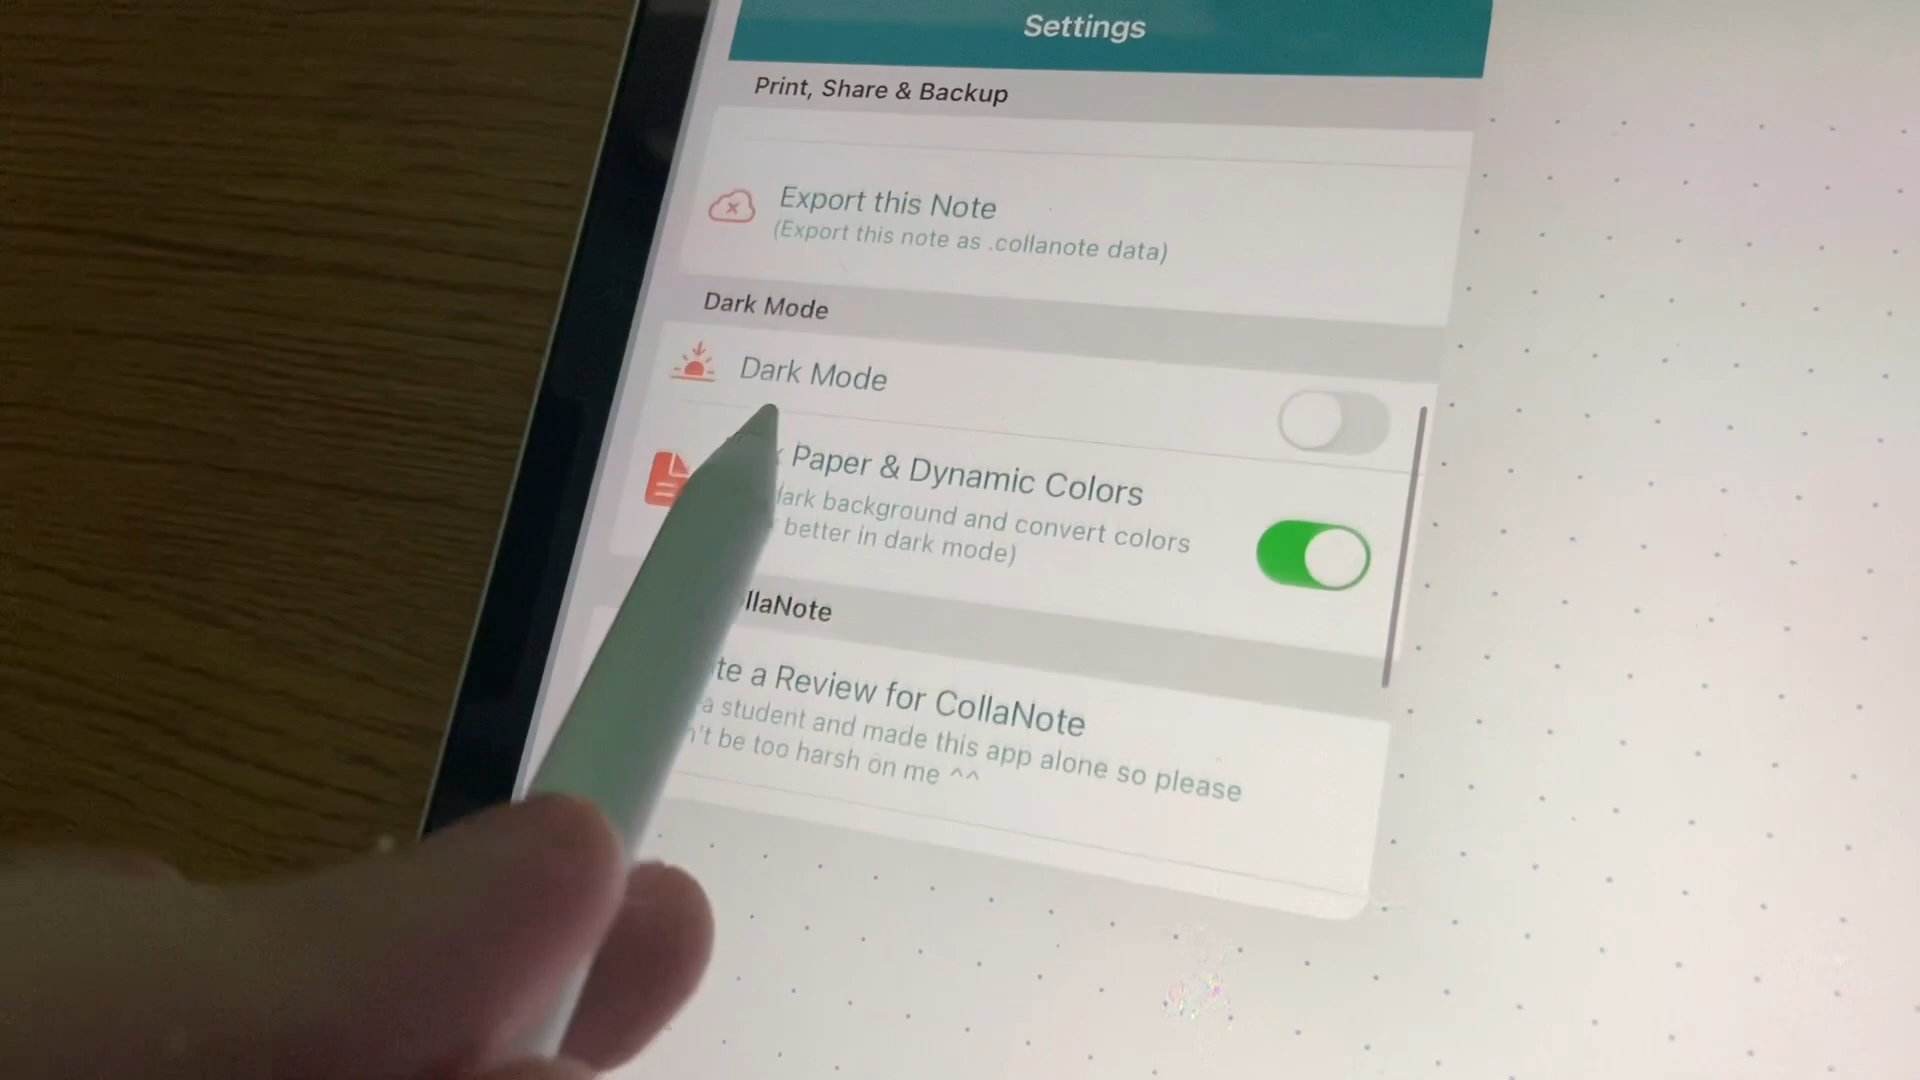 Settings
Print, Share & Backup
Export this Note
(Export this note as .collanote data)
Dark Mode
Dark Mode
Paper & Dynamic Colors
dark background and convert colors
better in dark mode)
llaNote
te a Review for CollaNote
a student and made this app alone so please
n't be too harsh on me ^^